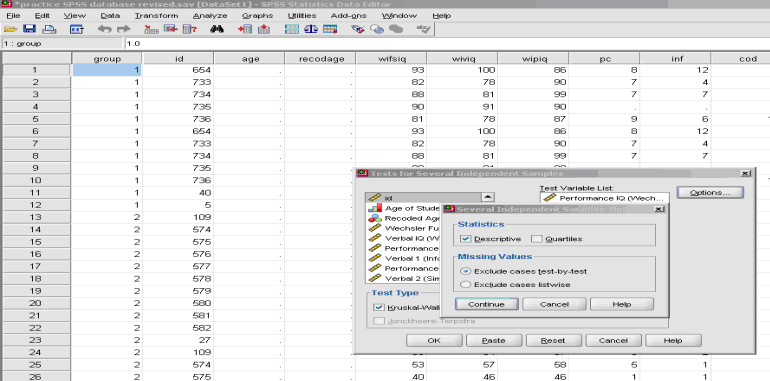 *practice SPSS database revised.sav [DataSet1] - SPSS Statistics Data Editor
File Edit View Data Transform Analyze Graphs Utilities Add-ons Window Help
1 : group 1.0
group id age recodage wifsiq wiviq wipiq pc inf cod
1 1 654 . . 93 100 86 8 12
2 1 733 . . 82 78 90 7 4
3 1 734 . . 88 81 99 7 7
4 1 735 . . 90 91 90 . .
5 1 736 . . 81 78 87 9 6
6 1 654 . . 93 100 86 8 12
7 1 733 . . 82 78 90 7 4
8 1 734 . . 88 81 99 7 7
9 1 735 . .
10 1 736 . .
11 1 40 . .
12 1 5 . .
13 2 109 . .
14 2 574 . .
15 2 575 . .
16 2 576 . .
17 2 577 . .
18 2 578 . .
19 2 579 . .
20 2 580 . .
21 2 581 . .
22 2 582 . .
23 2 27 . .
24 2 109 . .
25 2 574 . . 53 57 58 5 1
26 2 575 . . 40 46 46 1 1
Tests for Several Independent Samples
id
Age of Stude
Recoded Age
Wechsler Fu
Verbal IQ (W
Performance
Verbal 1 (Info
Performance
Verbal 2 (Sim
Test Variable List:
Performance IQ (Wech...
Options...
Several Independent Samples:
Statistics
Descriptive Quartiles
Missing Values
Exclude cases test-by-test
Exclude cases listwise
Continue Cancel Help
Test Type
Kruskal-Wall
Jonckheere-Terpstra
OK Paste Reset Cancel Help